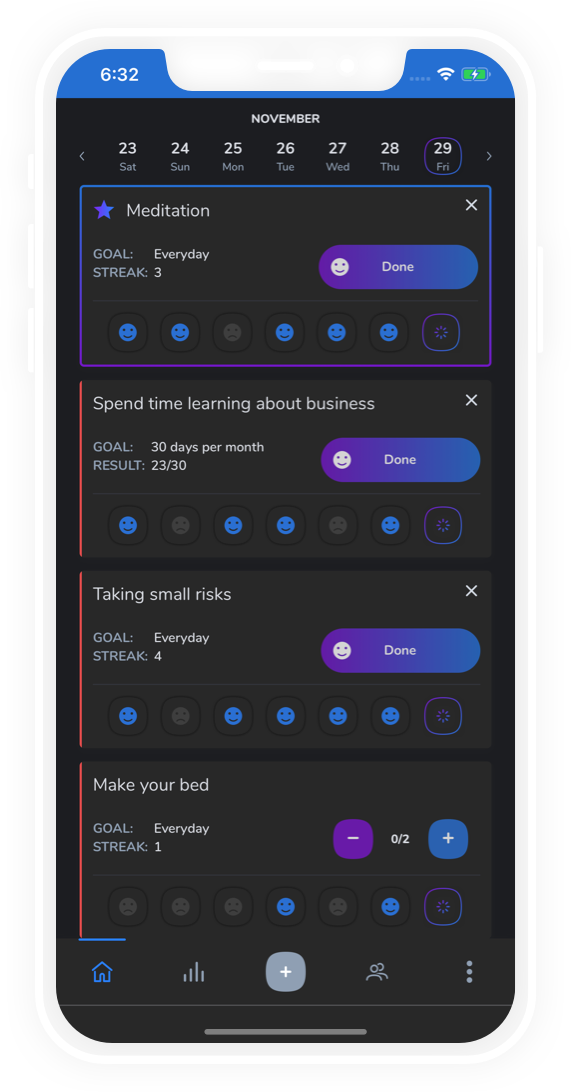 6:32
NOVEMBER
23 24 25 26 27 28 29
Sat Sun Mon Tue Wed Thu Fri
Meditation
GOAL: Everyday
STREAK: 3
Done
Spend time learning about business
GOAL: 30 days per month
RESULT: 23/30
Done
Taking small risks
GOAL: Everyday
STREAK: 4
Done
Make your bed
GOAL: Everyday
STREAK: 1
0/2